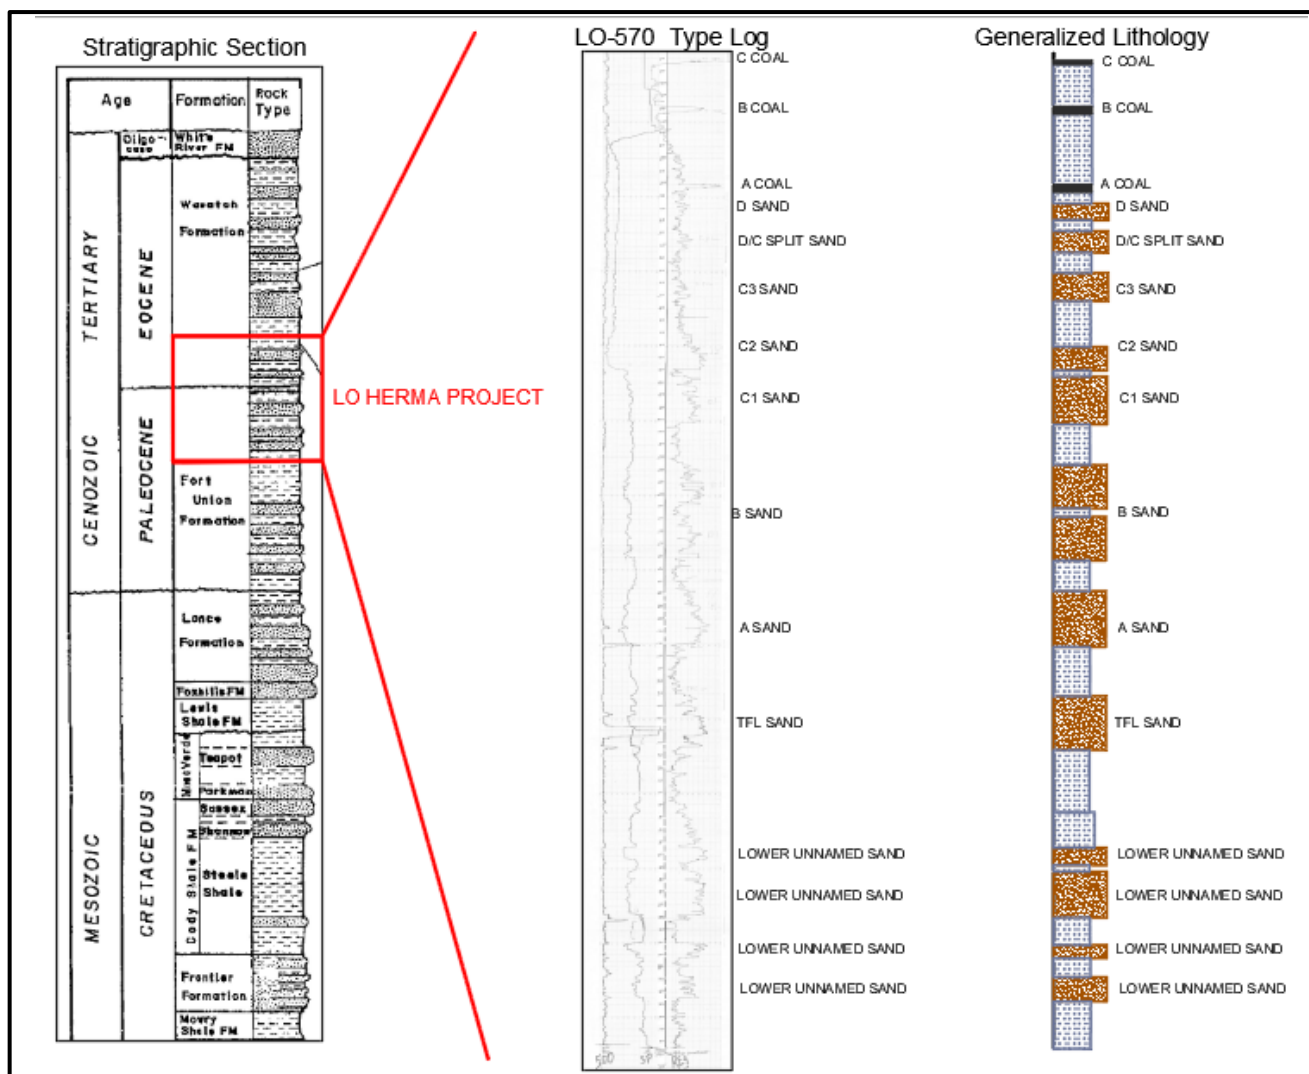 Stratigraphic Section
Age
Formation
Rock
Type
Oligo-
cene
White
River FM
Wasatch
Formation
TERTIARY
EOCENE
CENOZOIC
PALEOCENE
Fort
Union
Formation
LO HERMA PROJECT
Lance
Formation
Foxhills FM
Lewis
Shale FM
MesaVerde
Teapot
Parkman
Sussex
Shannon
Cody Shale FM
Steele
Shale
MESOZOIC
CRETACEOUS
Frontier
Formation
Mowry
Shale FM
LO-570 Type Log
C COAL
B COAL
A COAL
D SAND
D/C SPLIT SAND
C3 SAND
C2 SAND
C1 SAND
B SAND
A SAND
TFL SAND
LOWER UNNAMED SAND
LOWER UNNAMED SAND
LOWER UNNAMED SAND
LOWER UNNAMED SAND
SP
Generalized Lithology
C COAL
B COAL
A COAL
D SAND
D/C SPLIT SAND
C3 SAND
C2 SAND
C1 SAND
B SAND
A SAND
TFL SAND
LOWER UNNAMED SAND
LOWER UNNAMED SAND
LOWER UNNAMED SAND
LOWER UNNAMED SAND